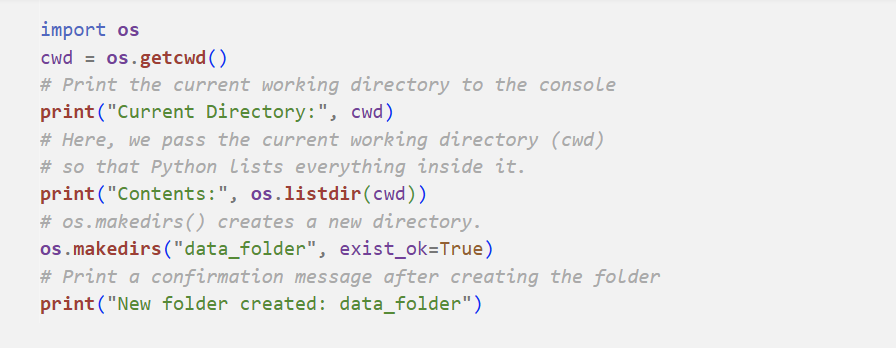 import os
cwd = os.getcwd()
# Print the current working directory to the console
print("Current Directory:", cwd)
# Here, we pass the current working directory (cwd)
# so that Python lists everything inside it.
print("Contents:", os.listdir(cwd))
# os.makedirs() creates a new directory.
os.makedirs("data_folder", exist_ok=True)
# Print a confirmation message after creating the folder
print("New folder created: data_folder")